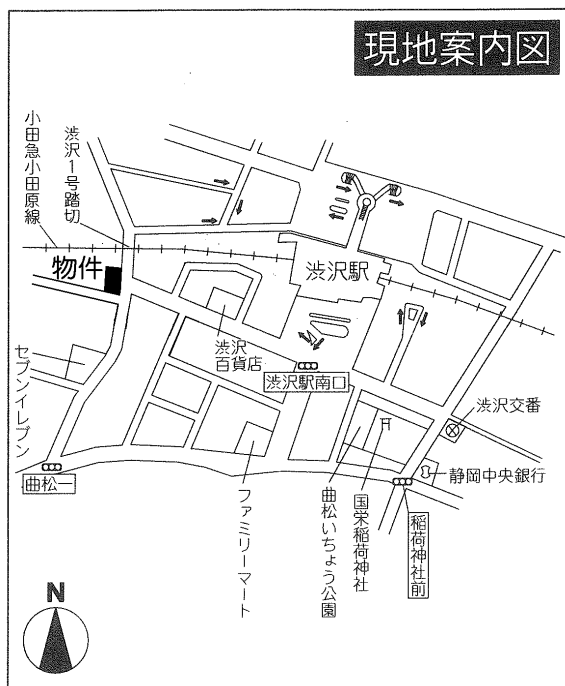 現地案内図
小田急小田原線
渋沢1号踏切
物件
渋沢駅
渋沢
百貨店
渋沢駅南口
セブンイレブン
渋沢交番
曲松一
静岡中央銀行
ファミリーマート
曲松いちょう公園
国栄稲荷神社
稲荷神社前
N